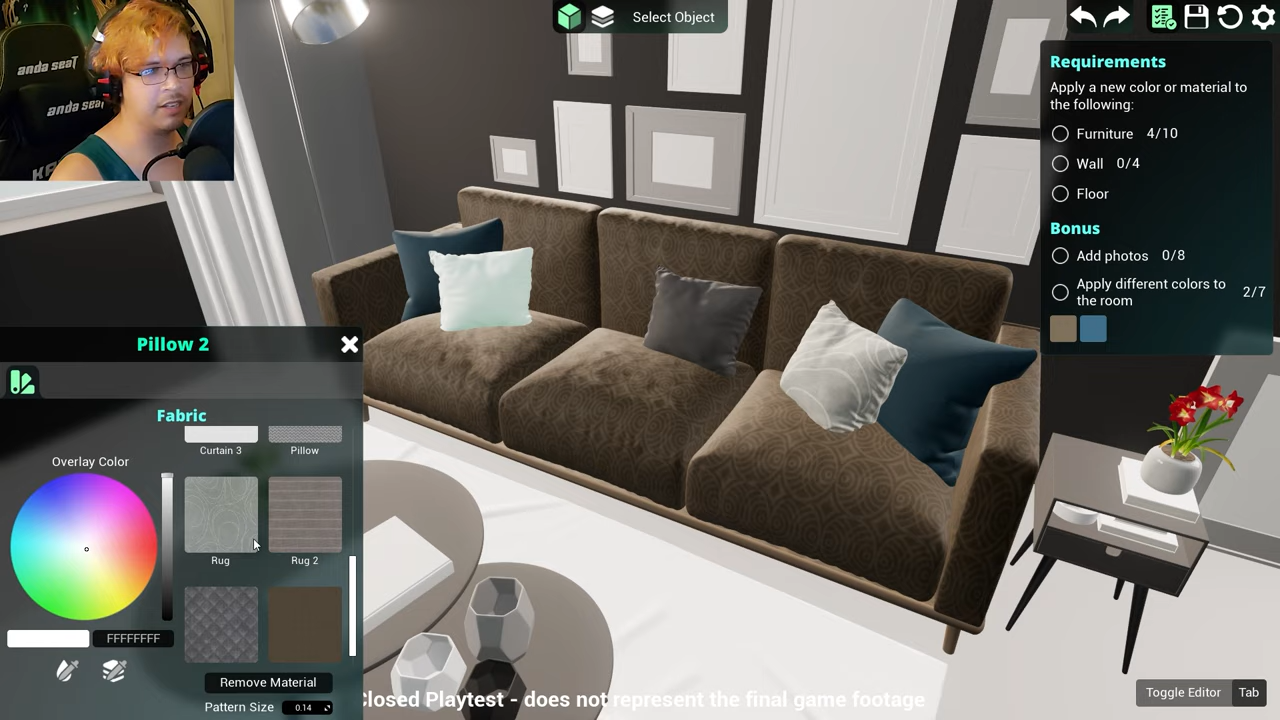 anda seaT
anda sea
KA
Select Object
Requirements
Apply a new color or material to
the following:
Furniture 4/10
Wall 0/4
Floor
Bonus
Add photos 0/8
Apply different colors to
the room 2/7
Pillow 2
Fabric
Overlay Color
Curtain 3 Pillow
Rug Rug 2
FFFFFFFF
Remove Material
Pattern Size 0.14
Closed Playtest - does not represent the final game footage
Toggle Editor Tab